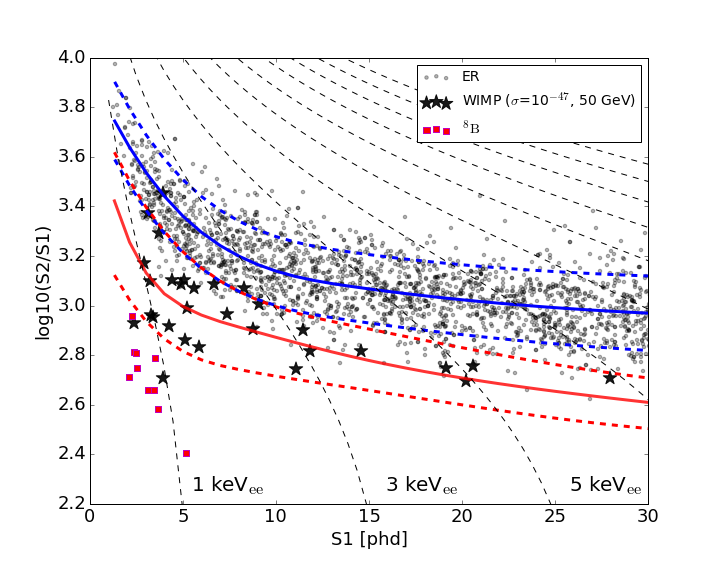 4.0
3.8
3.6
3.4
3.2
3.0
2.8
2.6
2.4
2.2
log10(S2/S1)
ER
WIMP (σ=10⁻⁴⁷, 50 GeV)
⁸B
1 keVₑₑ
3 keVₑₑ
5 keVₑₑ
0 5 10 15 20 25 30
S1 [phd]